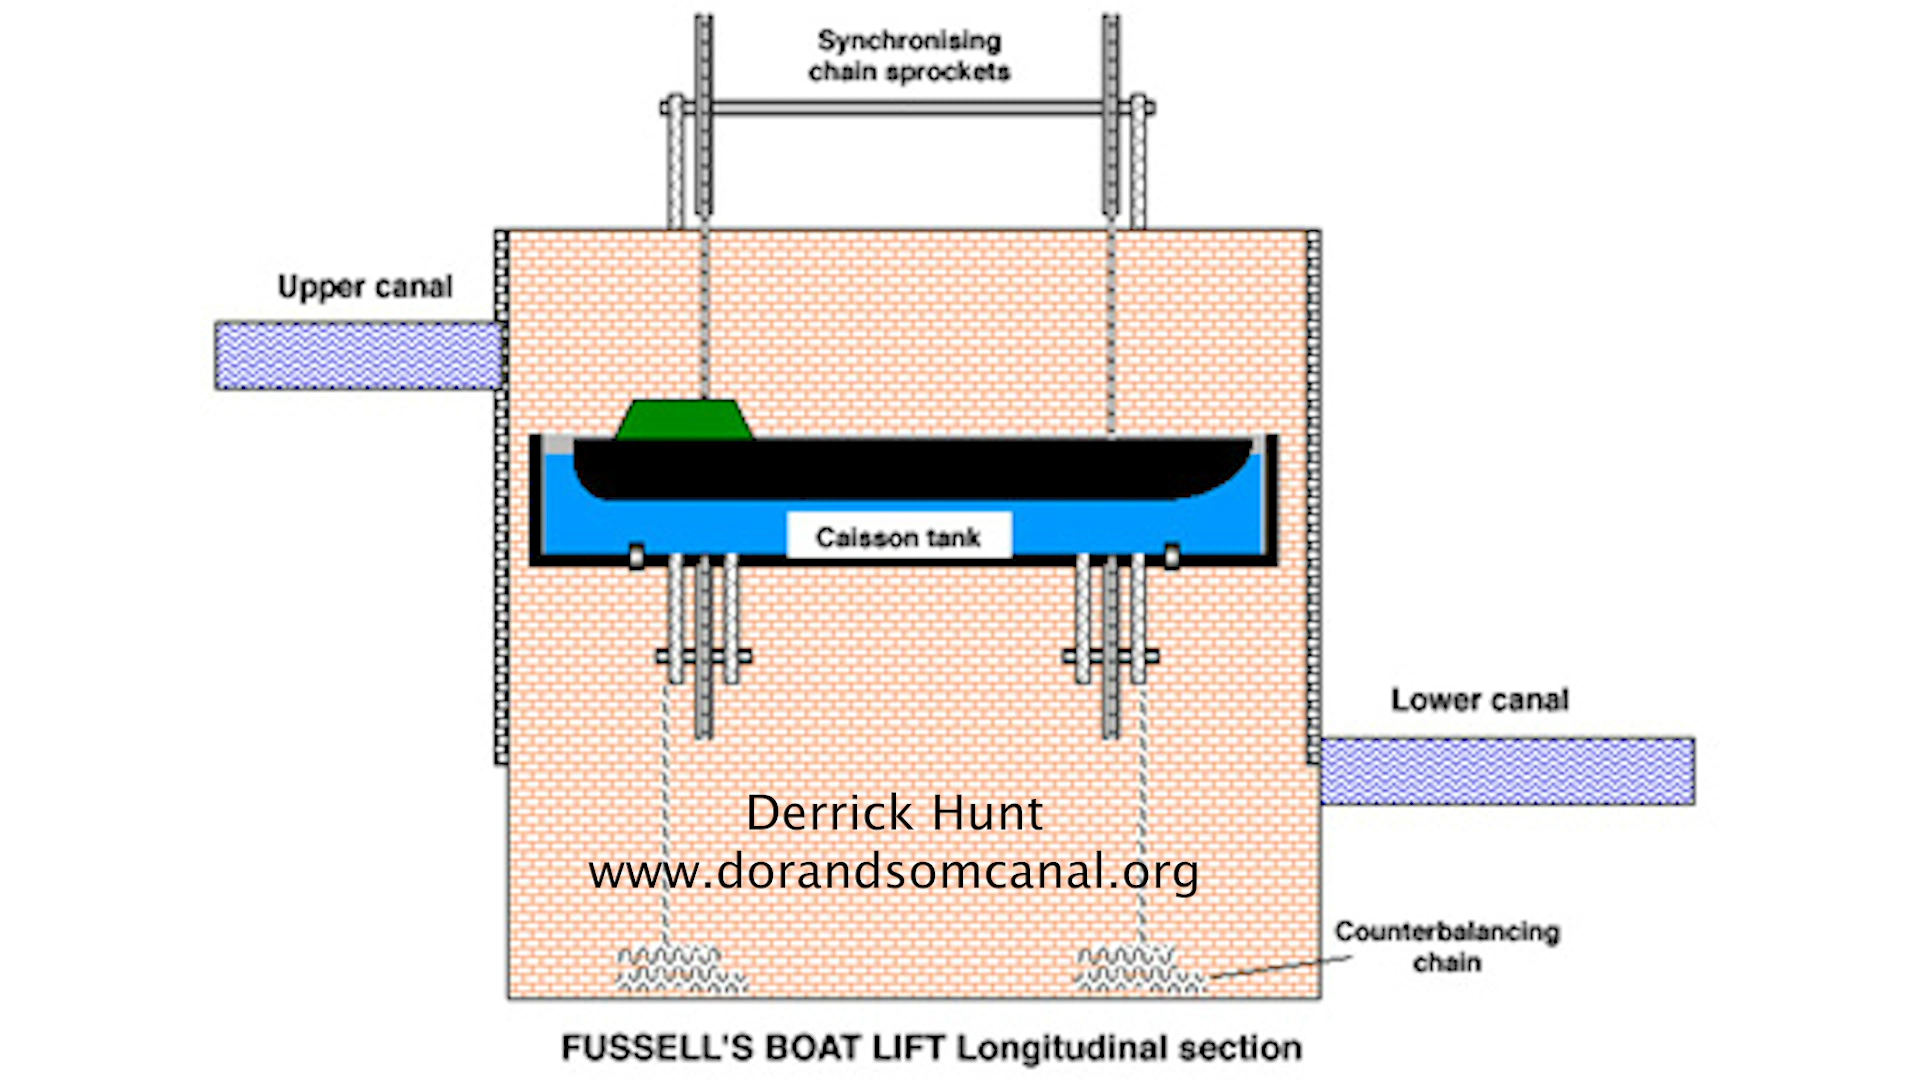 Synchronising
chain sprockets
Upper canal
Caisson tank
Lower canal
Derrick Hunt
www.dorandsomcanal.org
Counterbalancing
chain
FUSSELL'S BOAT LIFT Longitudinal section